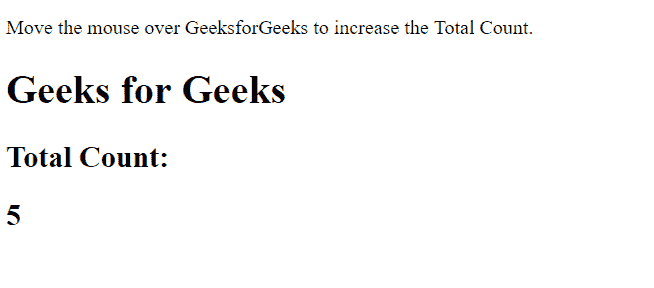 Move the mouse over GeeksforGeeks to increase the Total Count.
Geeks for Geeks
Total Count:
5